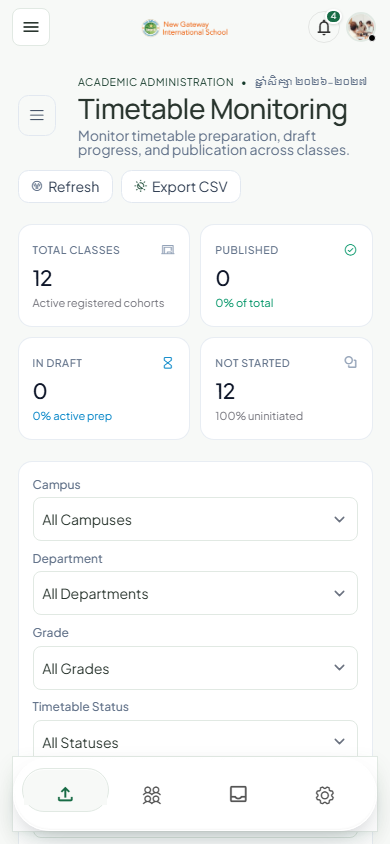 New Gateway
International School
4
ACADEMIC ADMINISTRATION • ឆ្នាំសិក្សា ២០២៦-២០២៧
Timetable Monitoring
Monitor timetable preparation, draft
progress, and publication across classes.
Refresh
Export CSV
TOTAL CLASSES
12
Active registered cohorts
PUBLISHED
0
0% of total
IN DRAFT
0
0% active prep
NOT STARTED
12
100% uninitiated
Campus
All Campuses
Department
All Departments
Grade
All Grades
Timetable Status
All Statuses